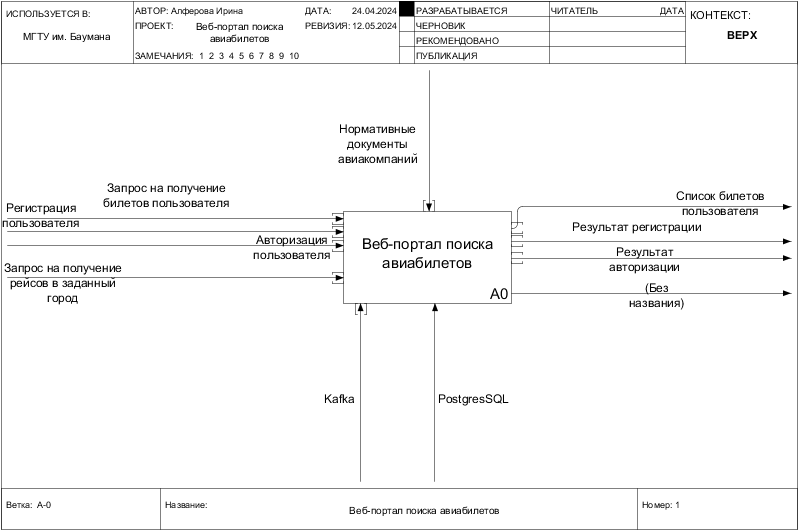 ИСПОЛЬЗУЕТСЯ В:
МГТУ им. Баумана
АВТОР: Алферова Ирина
ДАТА: 24.04.2024
ПРОЕКТ: Веб-портал поиска
авиабилетов
РЕВИЗИЯ: 12.05.2024
ЗАМЕЧАНИЯ: 1 2 3 4 5 6 7 8 9 10
РАЗРАБАТЫВАЕТСЯ
ЧЕРНОВИК
РЕКОМЕНДОВАНО
ПУБЛИКАЦИЯ
ЧИТАТЕЛЬ ДАТА
КОНТЕКСТ:
ВЕРХ
Нормативные
документы
авиакомпаний
Запрос на получение
билетов пользователя
Регистрация
пользователя
Авторизация
пользователя
Запрос на получение
рейсов в заданный
город
Веб-портал поиска
авиабилетов
A0
Список билетов
пользователя
Результат регистрации
Результат
авторизации
(Без
названия)
Kafka
PostgresSQL
Ветка: A-0
Название:
Веб-портал поиска авиабилетов
Номер: 1